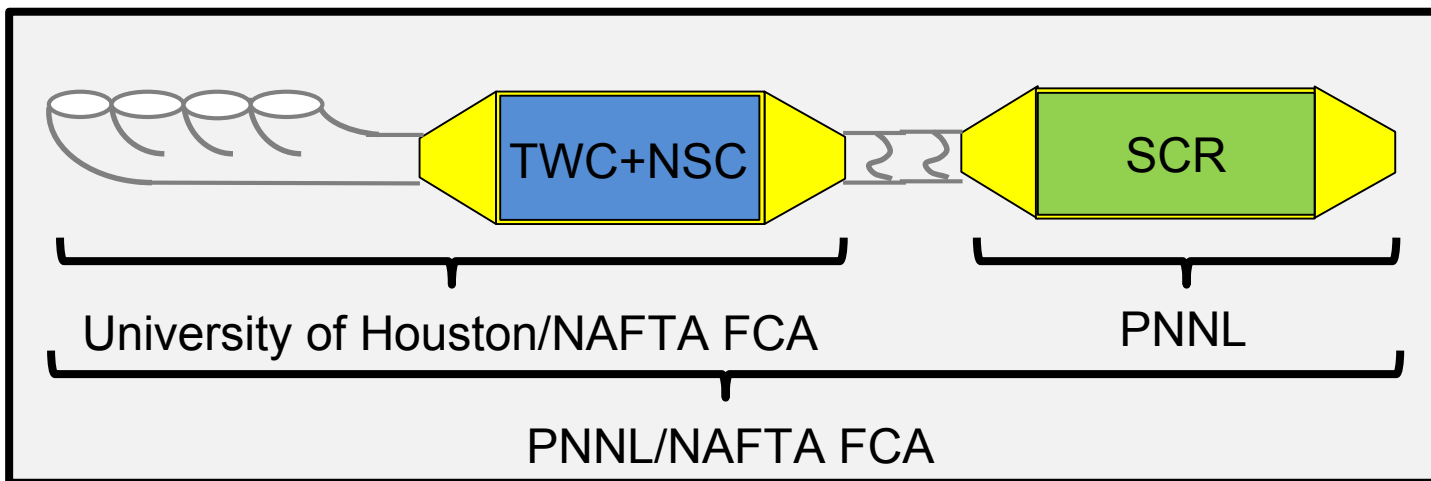 TWC+NSC
SCR
University of Houston/NAFTA FCA
PNNL
PNNL/NAFTA FCA